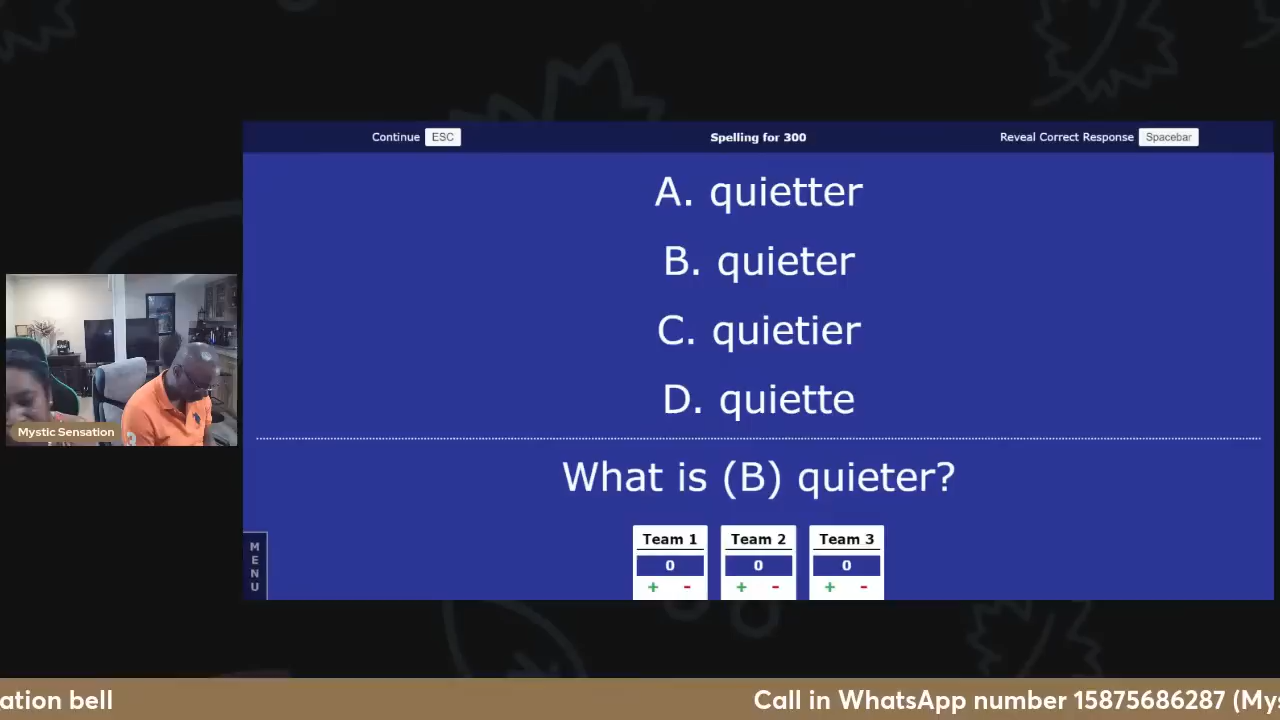 Continue ESC
Spelling for 300
Reveal Correct Response Spacebar
A. quietter
B. quieter
C. quietier
D. quiette
What is (B) quieter?
Team 1 Team 2 Team 3
0 0 0
+ - + - + -
MENU
Mystic Sensation
ation bell
Call in WhatsApp number 15875686287 (Mys